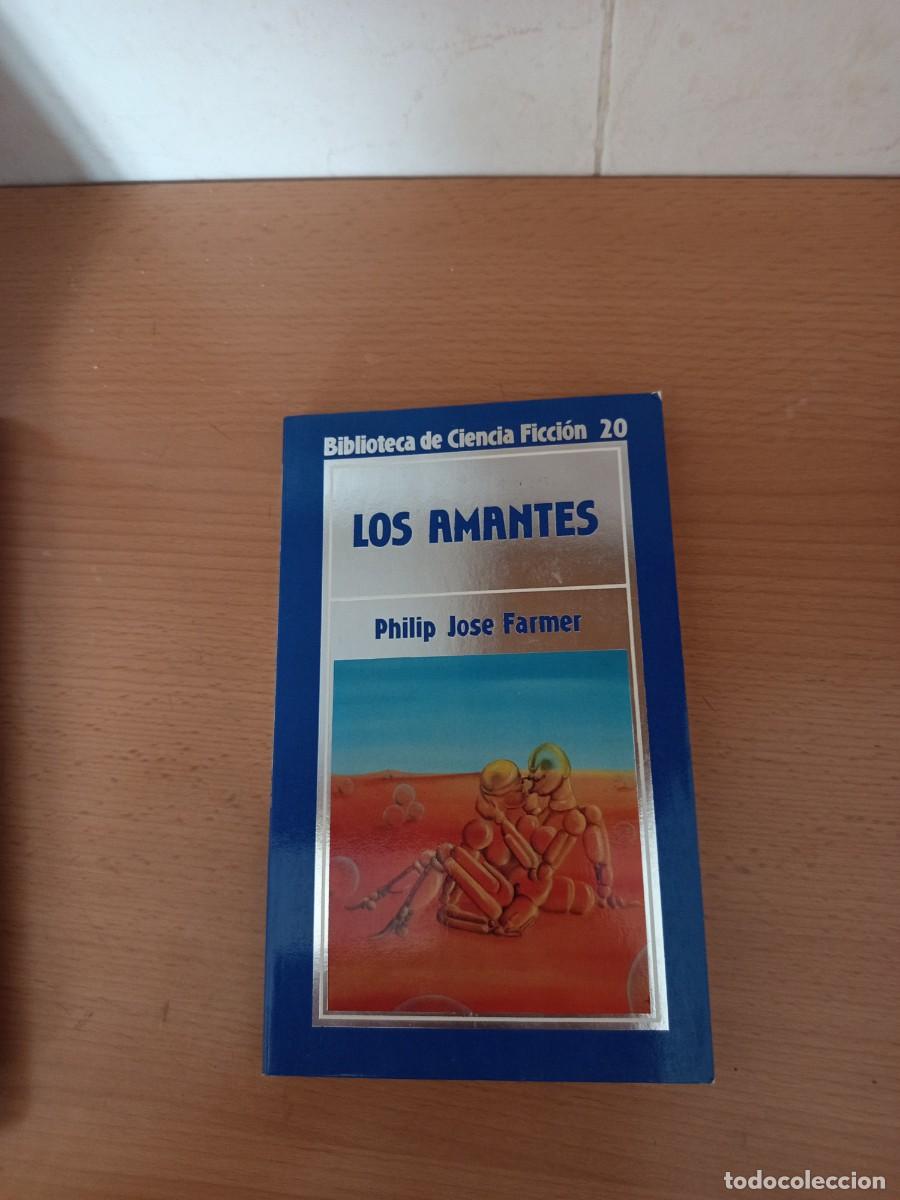 Biblioteca de Ciencia Ficción 20
LOS AMANTES
Philip Jose Farmer
todocoleccion